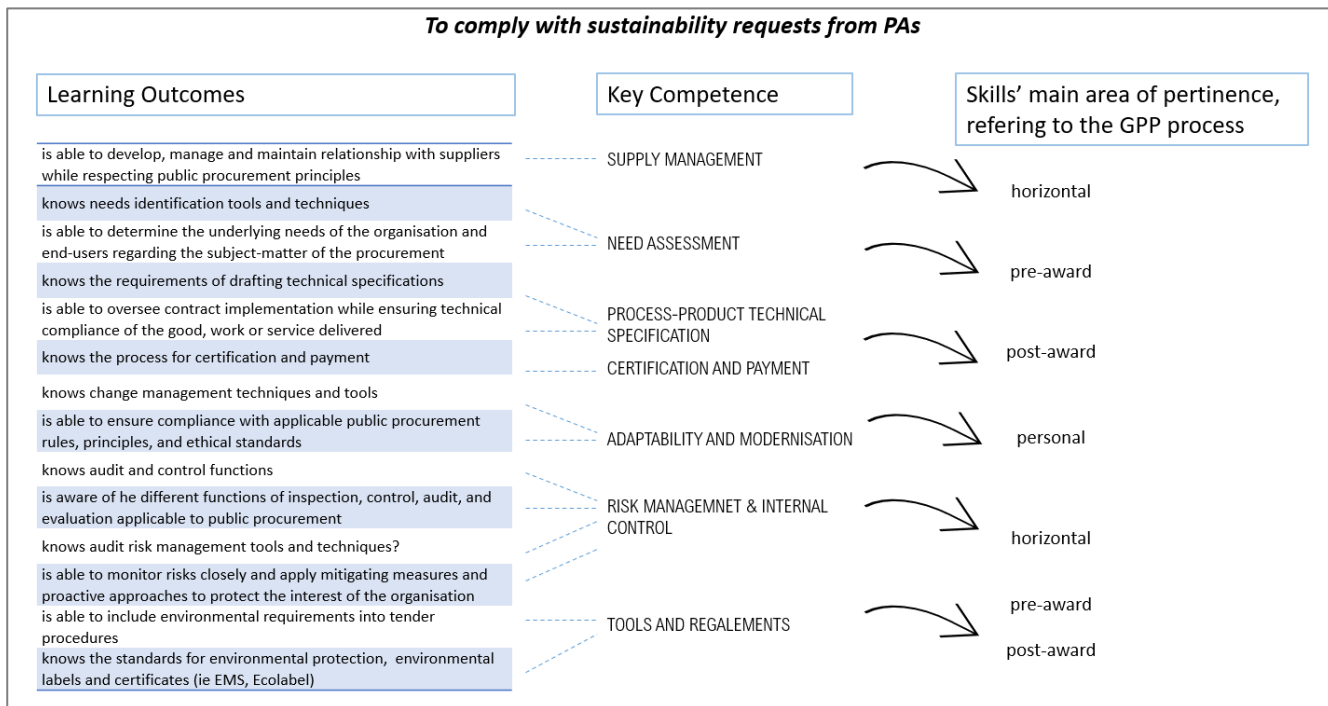 To comply with sustainability requests from PAs
Learning Outcomes
Key Competence
Skills' main area of pertinence,
refering to the GPP process
is able to develop, manage and maintain relationship with suppliers
while respecting public procurement principles
knows needs identification tools and techniques
is able to determine the underlying needs of the organisation and
end-users regarding the subject-matter of the procurement
knows the requirements of drafting technical specifications
is able to oversee contract implementation while ensuring technical
compliance of the good, work or service delivered
knows the process for certification and payment
knows change management techniques and tools
is able to ensure compliance with applicable public procurement
rules, principles, and ethical standards
knows audit and control functions
is aware of he different functions of inspection, control, audit, and
evaluation applicable to public procurement
knows audit risk management tools and techniques?
is able to monitor risks closely and apply mitigating measures and
proactive approaches to protect the interest of the organisation
is able to include environmental requirements into tender
procedures
knows the standards for environmental protection, environmental
labels and certificates (ie EMS, Ecolabel)
SUPPLY MANAGEMENT
NEED ASSESSMENT
PROCESS-PRODUCT TECHNICAL
SPECIFICATION
CERTIFICATION AND PAYMENT
ADAPTABILITY AND MODERNISATION
RISK MANAGEMNET & INTERNAL
CONTROL
TOOLS AND REGALEMENTS
horizontal
pre-award
post-award
personal
horizontal
pre-award
post-award